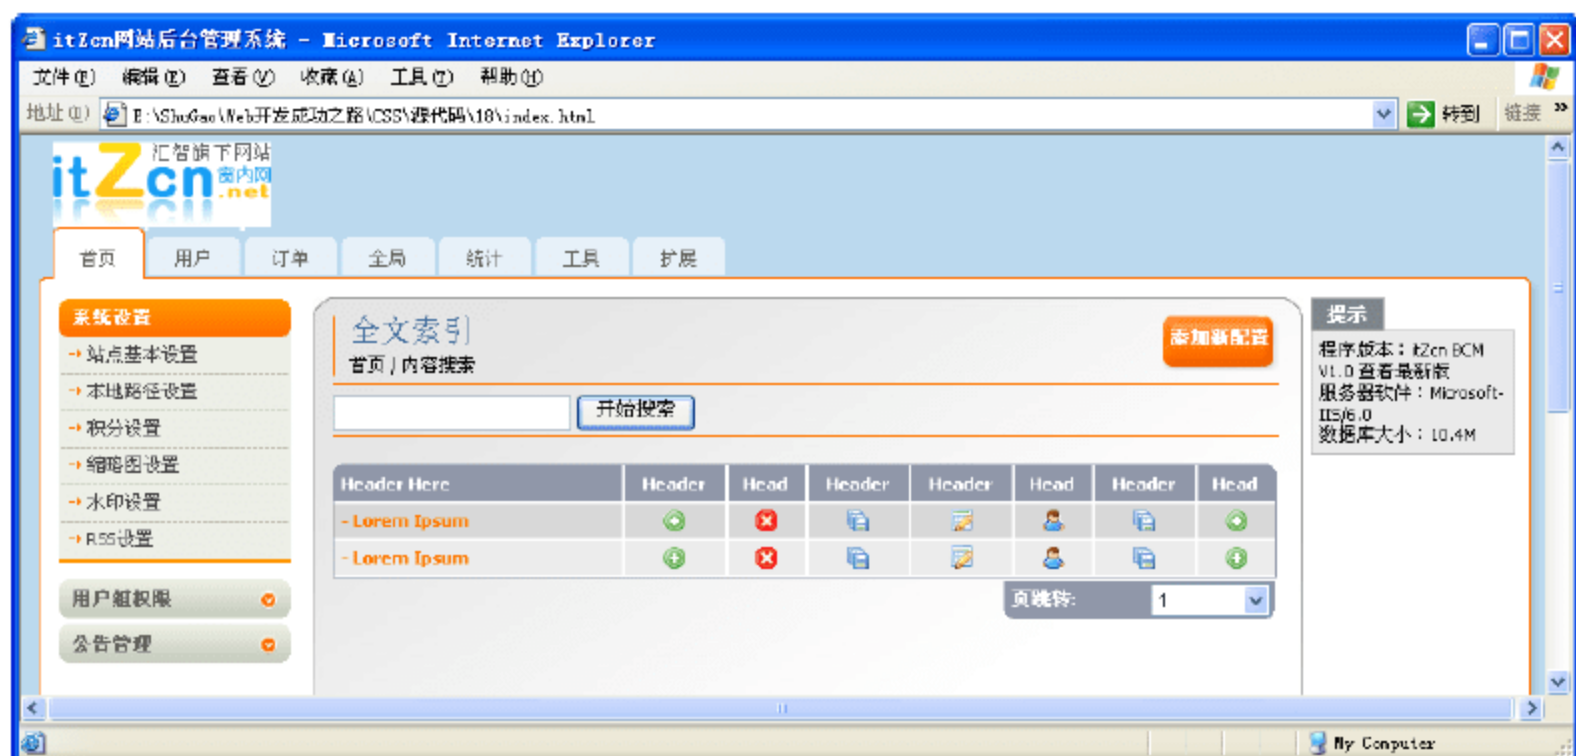 itZcn网站后台管理系统 - Microsoft Internet Explorer
文件(F) 编辑(E) 查看(V) 收藏(A) 工具(T) 帮助(H)
地址(D) E:\ShuGao\Web开发成功之路\CSS\源代码\18\index.html 转到 链接 »
汇智旗下网站
itZcn 窗内网
.net
首页 用户 订单 全局 统计 工具 扩展
系统设置
站点基本设置
本地路径设置
积分设置
缩略图设置
水印设置
RSS设置
用户组权限
公告管理
全文索引
首页 / 内容搜索
添加新配置
开始搜索
Header Here Header Head Header Header Head Header Head
- Lorem Ipsum
- Lorem Ipsum
页跳转: 1
提示
程序版本：itZcn BCM
V1.0 查看最新版
服务器软件：Microsoft-
IIS/6.0
数据库大小：10.4M
My Computer